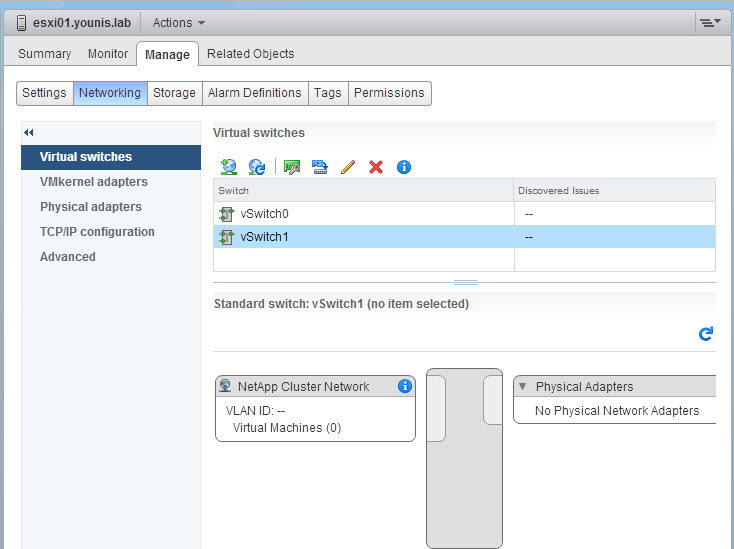 esxi01.younis.lab Actions
Summary Monitor Manage Related Objects
Settings Networking Storage Alarm Definitions Tags Permissions
Virtual switches
VMkernel adapters
Physical adapters
TCP/IP configuration
Advanced
Virtual switches
Switch Discovered Issues
vSwitch0 --
vSwitch1 --
Standard switch: vSwitch1 (no item selected)
NetApp Cluster Network
VLAN ID: --
Virtual Machines (0)
Physical Adapters
No Physical Network Adapters